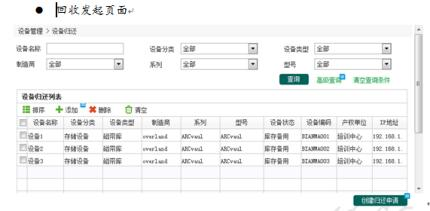 ● 回收发起页面
设备管理 > 设备归还
设备名称 设备分类 全部 设备类型 全部
制造商 全部 系列 全部 型号 全部
查询 高级查询 清空查询条件
设备归还列表
排序 添加 删除 清空
设备名称 设备分类 设备类型 制造商 系列 型号 设备状态 设备编码 产权单位 IP地址
设备1 存储设备 磁带库 overland ARCvaul ARCvaul 库存备用 BIANMA001 培训中心 192.168.1.
设备2 存储设备 磁带库 overland ARCvaul ARCvaul 库存备用 BIANMA002 培训中心 192.168.1.
设备3 存储设备 磁带库 overland ARCvaul ARCvaul 库存备用 BIANMA003 培训中心 192.168.1.
创建归还申请